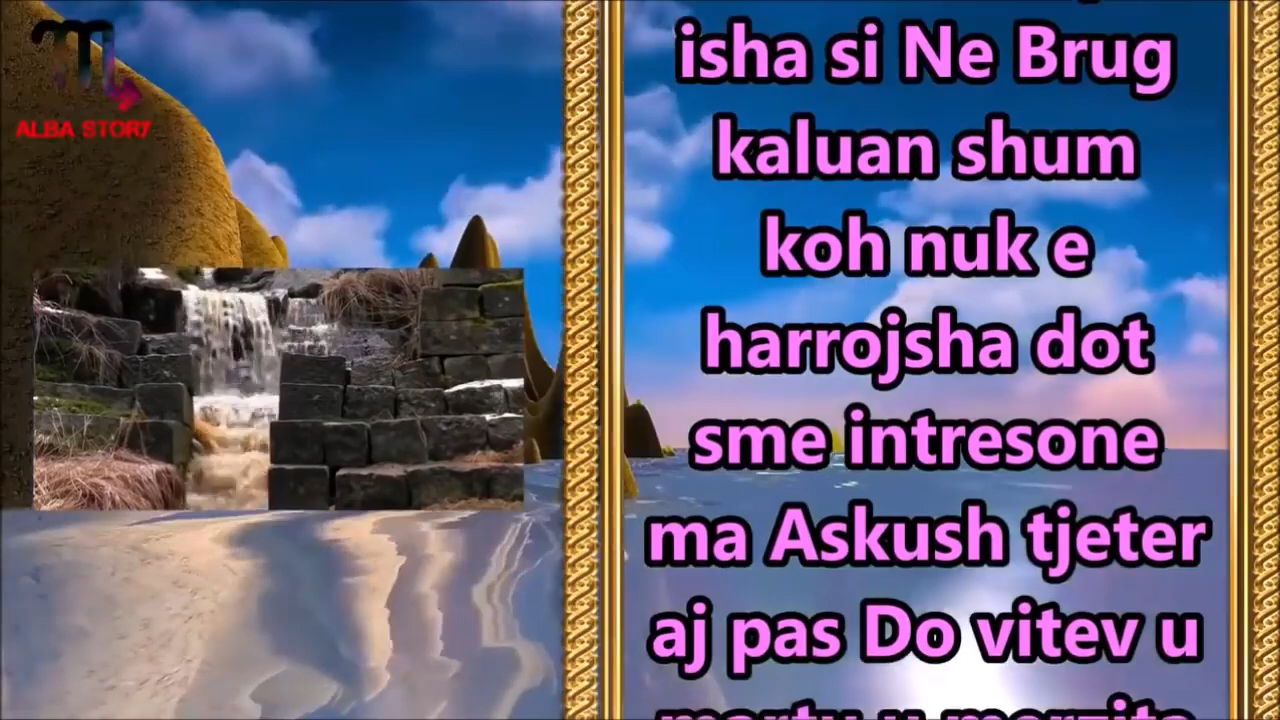 ALBA STORY
isha si Ne Brug
kaluan shum
koh nuk e
harrojsha dot
sme intresone
ma Askush tjeter
aj pas Do vitev u